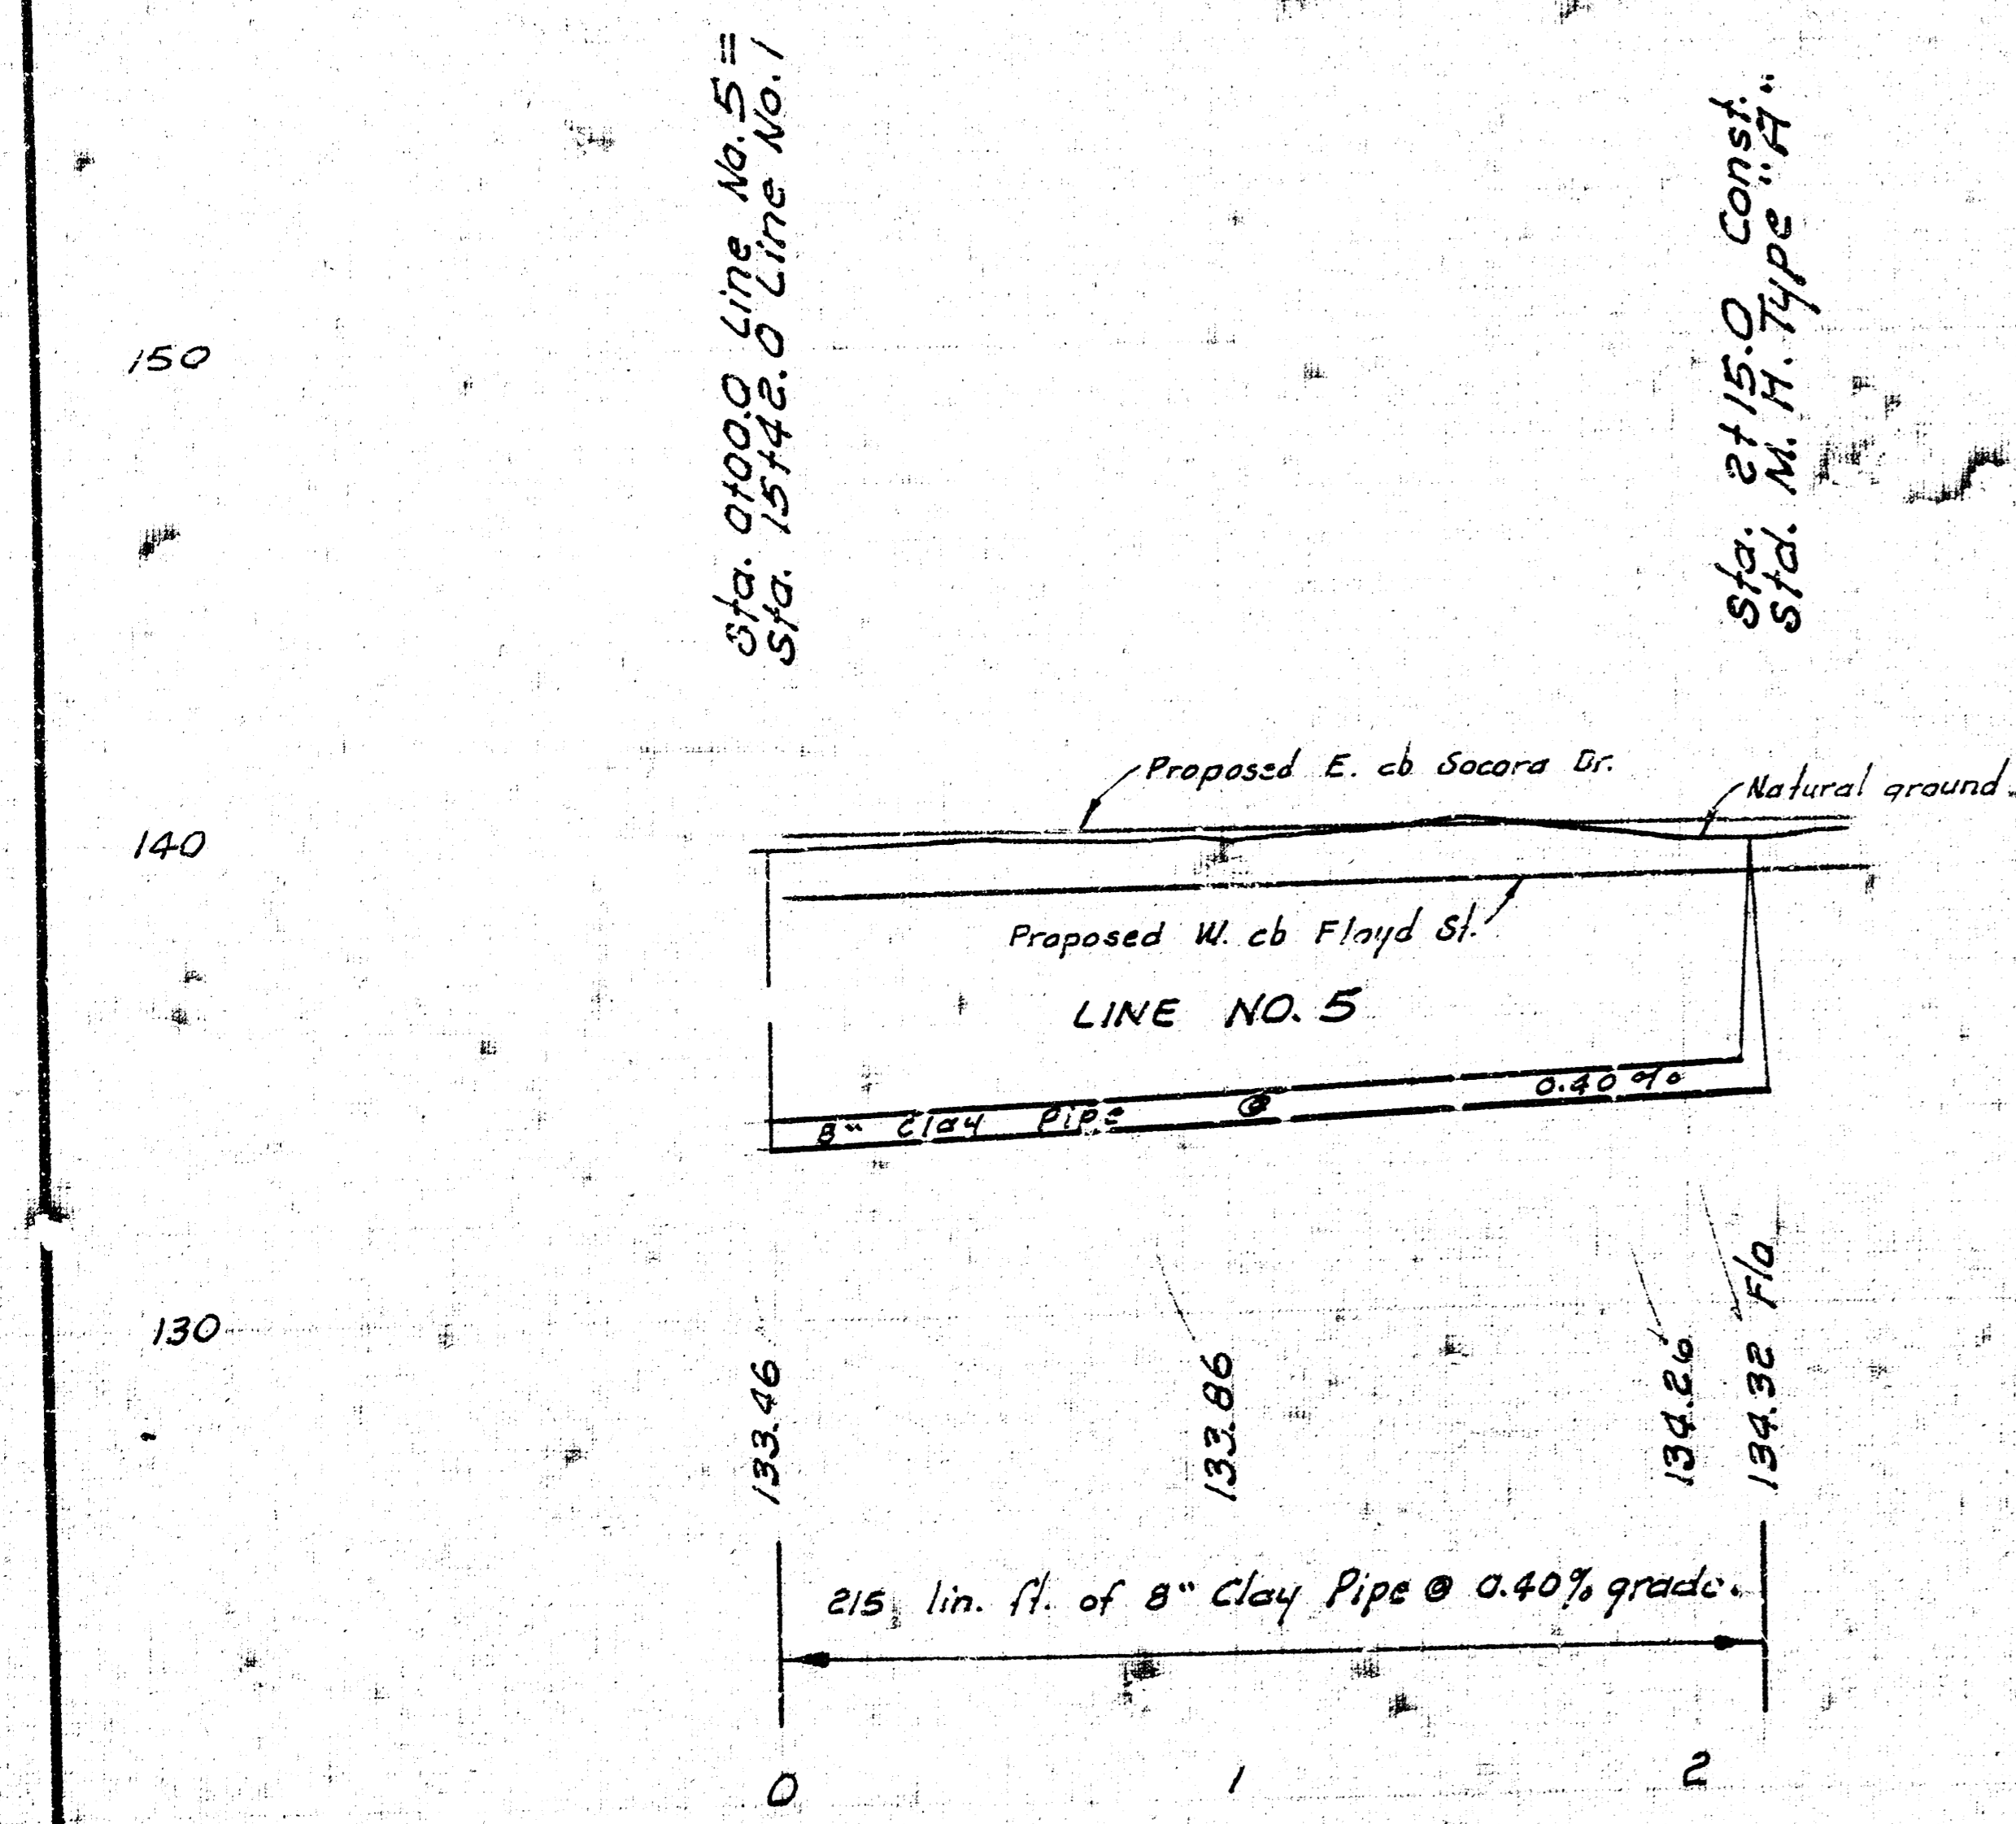 Sta. 0+00.0 Line No. 5 =
Sta. 15+42.0 Line No. 1
Sta. 2+15.0 Const.
Std. M. H. Type "A"
150
140
130
Proposed E. cb Socora Dr.
Natural ground
Proposed W. cb Floyd St.
LINE NO. 5
8" Clay Pipe @ 0.40%
133.46
133.86
134.26
134.32 F/a
215 lin. ft. of 8" Clay Pipe @ 0.40% grade.
0 1 2